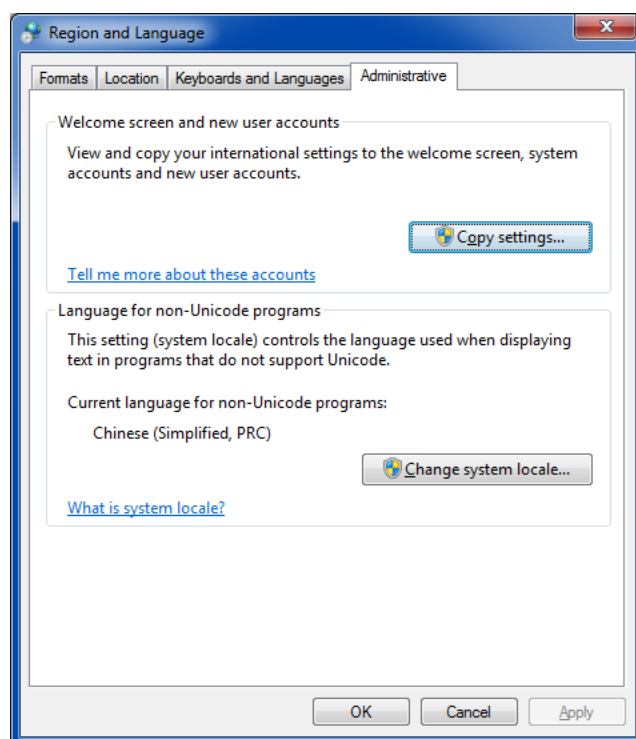 Region and Language
Formats Location Keyboards and Languages Administrative
Welcome screen and new user accounts
View and copy your international settings to the welcome screen, system
accounts and new user accounts.
Copy settings...
Tell me more about these accounts
Language for non-Unicode programs
This setting (system locale) controls the language used when displaying
text in programs that do not support Unicode.
Current language for non-Unicode programs:
Chinese (Simplified, PRC)
Change system locale...
What is system locale?
OK Cancel Apply